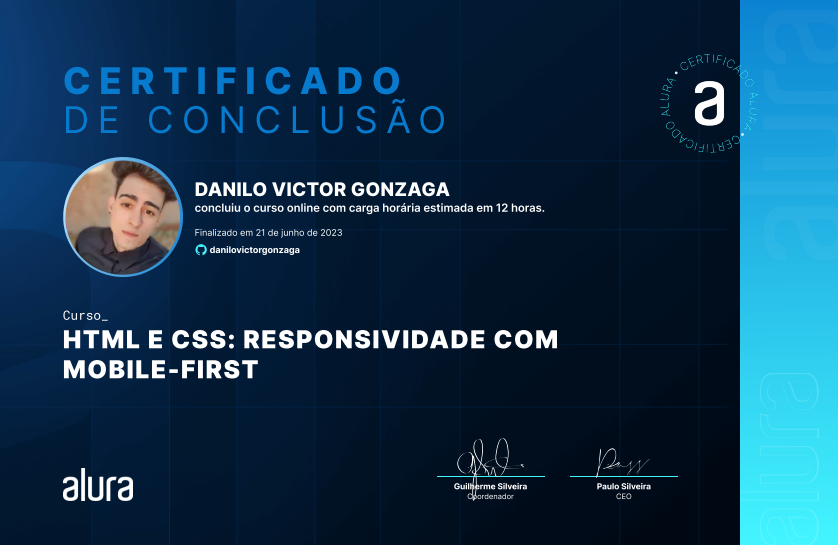 CERTIFICADO
DE CONCLUSÃO
ALURA • CERTIFICADO ALURA • CERTIFICADO
a
DANILO VICTOR GONZAGA
concluiu o curso online com carga horária estimada em 12 horas.
Finalizado em 21 de junho de 2023
danilovictorgonzaga
Curso_
HTML E CSS: RESPONSIVIDADE COM
MOBILE-FIRST
alura
Guilherme Silveira
Coordenador
Paulo Silveira
CEO
alura
alura